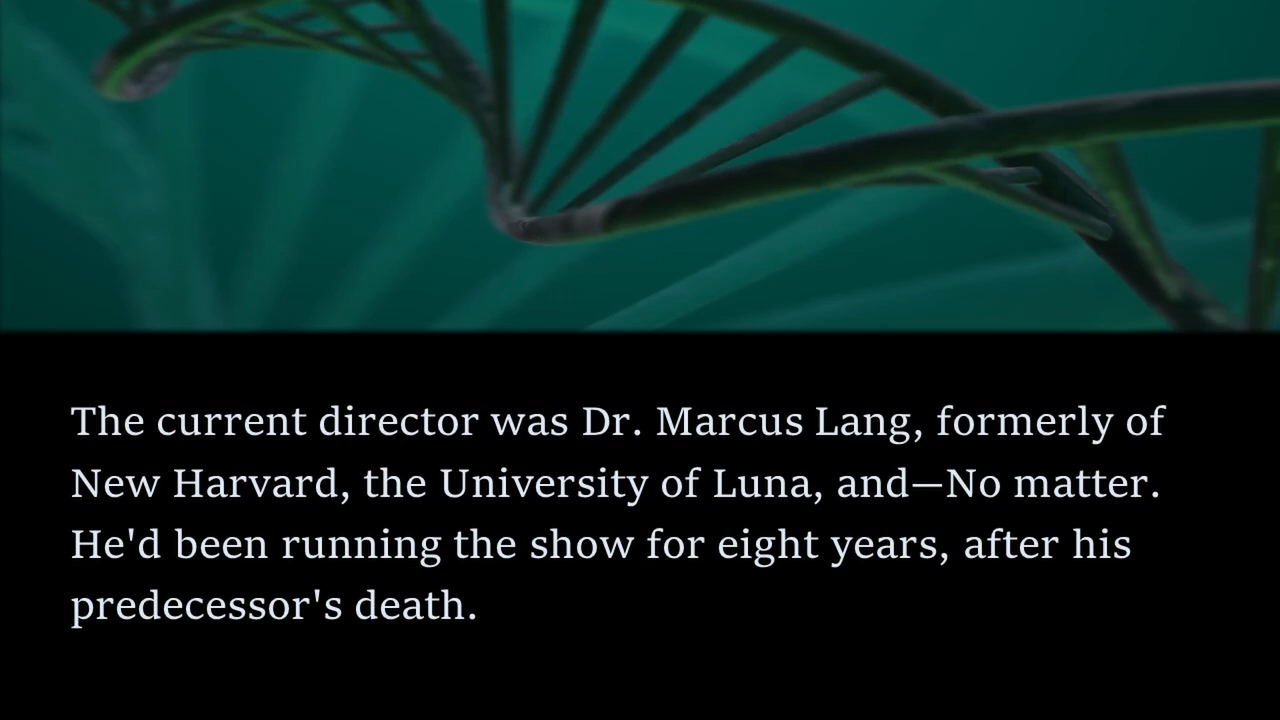 The current director was Dr. Marcus Lang, formerly of
New Harvard, the University of Luna, and—No matter.
He'd been running the show for eight years, after his
predecessor's death.